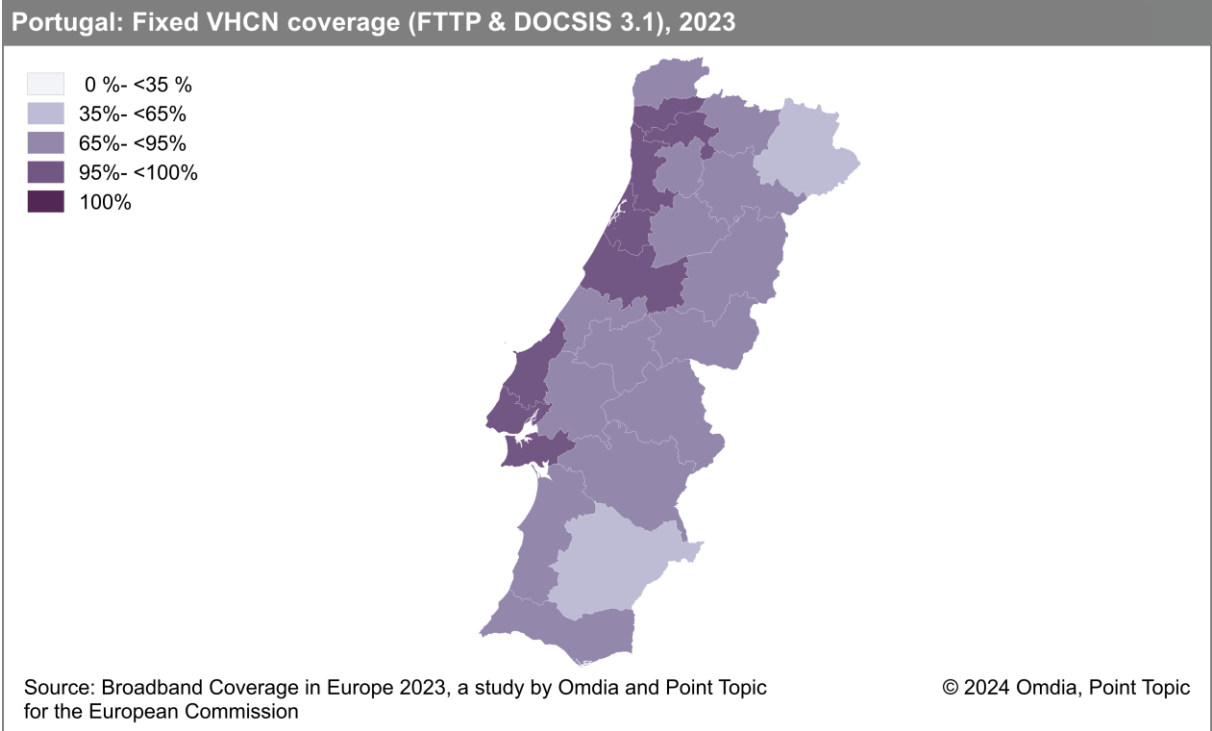 Portugal: Fixed VHCN coverage (FTTP & DOCSIS 3.1), 2023
0 %- <35 %
35%- <65%
65%- <95%
95%- <100%
100%
Source: Broadband Coverage in Europe 2023, a study by Omdia and Point Topic
for the European Commission
© 2024 Omdia, Point Topic